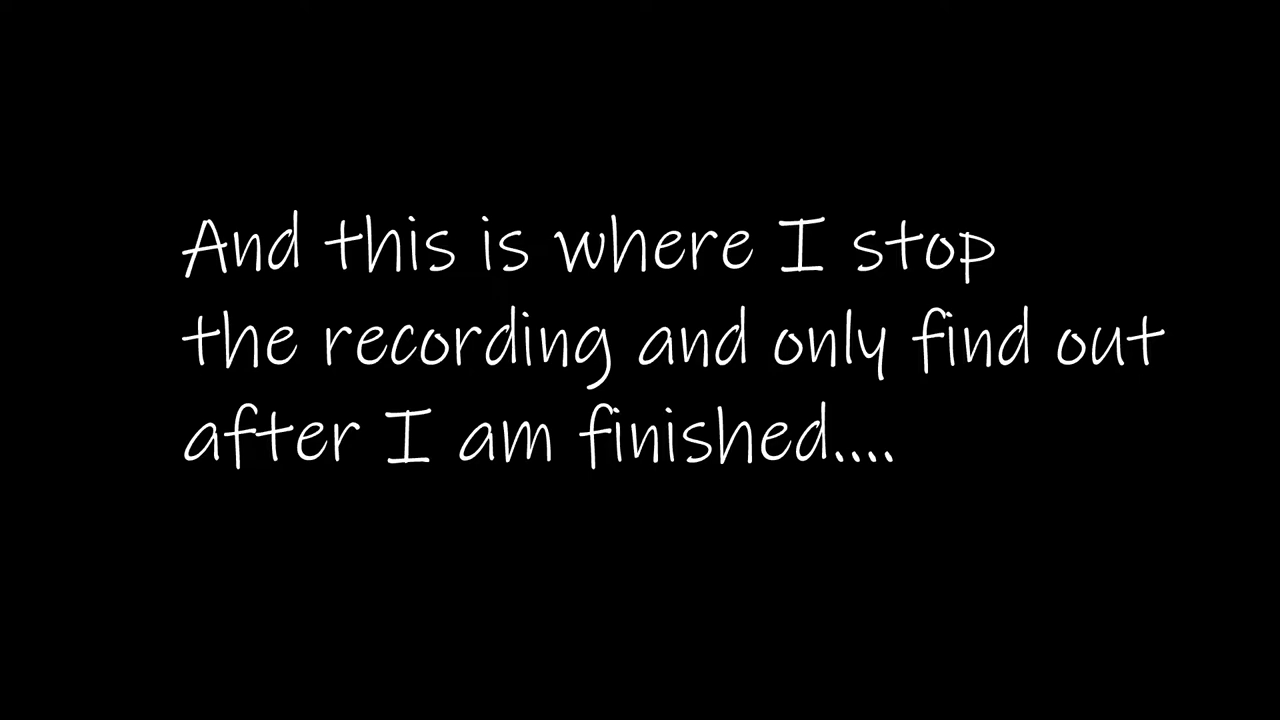 And this is where I stop
the recording and only find out
after I am finished....